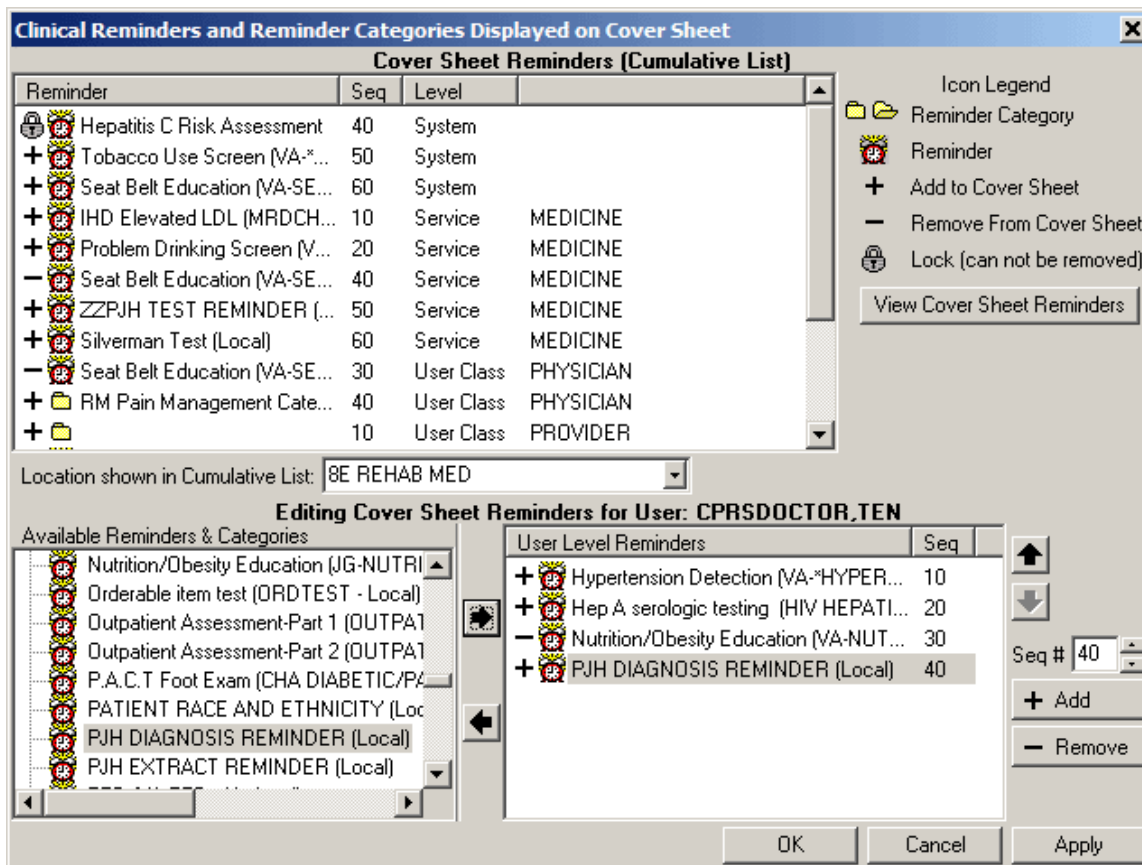 Clinical Reminders and Reminder Categories Displayed on Cover Sheet
Cover Sheet Reminders (Cumulative List)
Reminder Seq Level
Hepatitis C Risk Assessment 40 System
+ Tobacco Use Screen (VA-*... 50 System
+ Seat Belt Education (VA-SE... 60 System
+ IHD Elevated LDL (MRDCH... 10 Service MEDICINE
+ Problem Drinking Screen (V... 20 Service MEDICINE
− Seat Belt Education (VA-SE... 40 Service MEDICINE
+ ZZPJH TEST REMINDER (... 50 Service MEDICINE
+ Silverman Test (Local) 60 Service MEDICINE
− Seat Belt Education (VA-SE... 30 User Class PHYSICIAN
+ RM Pain Management Cate... 40 User Class PHYSICIAN
+ 10 User Class PROVIDER
Icon Legend
Reminder Category
Reminder
+ Add to Cover Sheet
− Remove From Cover Sheet
Lock (can not be removed)
View Cover Sheet Reminders
Location shown in Cumulative List: 8E REHAB MED
Editing Cover Sheet Reminders for User: CPRSDOCTOR,TEN
Available Reminders & Categories
Nutrition/Obesity Education (JG-NUTRI
Orderable item test (ORDTEST - Local)
Outpatient Assessment-Part 1 (OUTPAT
Outpatient Assessment-Part 2 (OUTPAT
P.A.C.T Foot Exam (CHA DIABETIC/PA
PATIENT RACE AND ETHNICITY (Loc
PJH DIAGNOSIS REMINDER (Local)
PJH EXTRACT REMINDER (Local)
User Level Reminders Seq
+ Hypertension Detection (VA-*HYPER... 10
+ Hep A serologic testing (HIV HEPATI... 20
− Nutrition/Obesity Education (VA-NUT... 30
+ PJH DIAGNOSIS REMINDER (Local) 40
Seq # 40
+ Add
− Remove
OK Cancel Apply